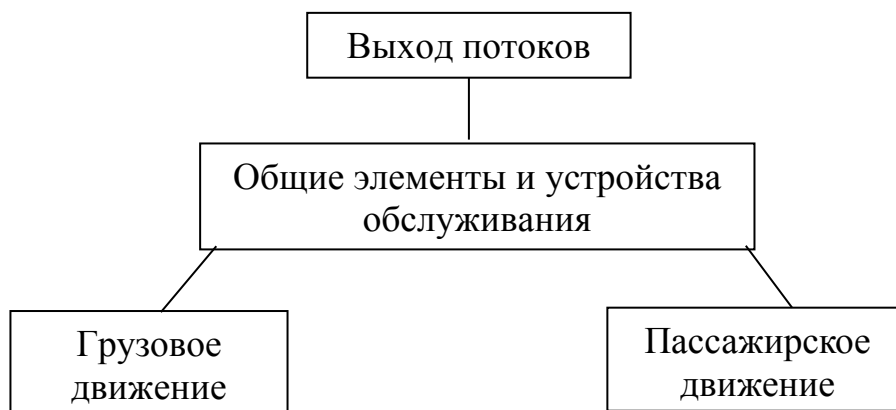 Выход потоков
Общие элементы и устройства
обслуживания
Грузовое
движение
Пассажирское
движение